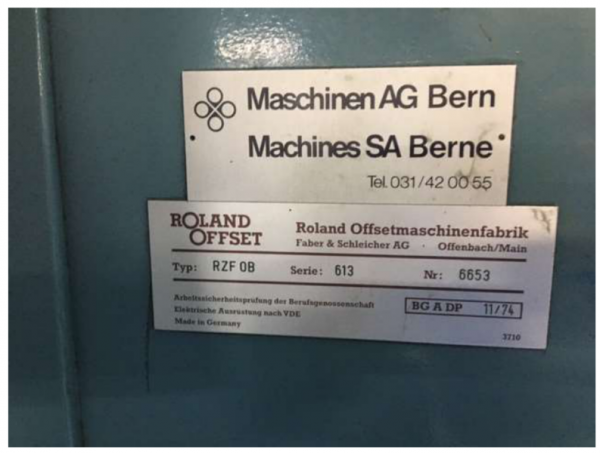 Maschinen AG Bern
Machines SA Berne
Tel. 031/42 00 55
ROLAND OFFSET
Roland Offsetmaschinenfabrik
Faber & Schleicher AG · Offenbach/Main
Typ: RZF OB Serie: 613 Nr: 6653
Arbeitssicherheitsprüfung der Berufsgenossenschaft
Elektrische Ausrüstung nach VDE
Made in Germany
BG A DP 11/74
3710